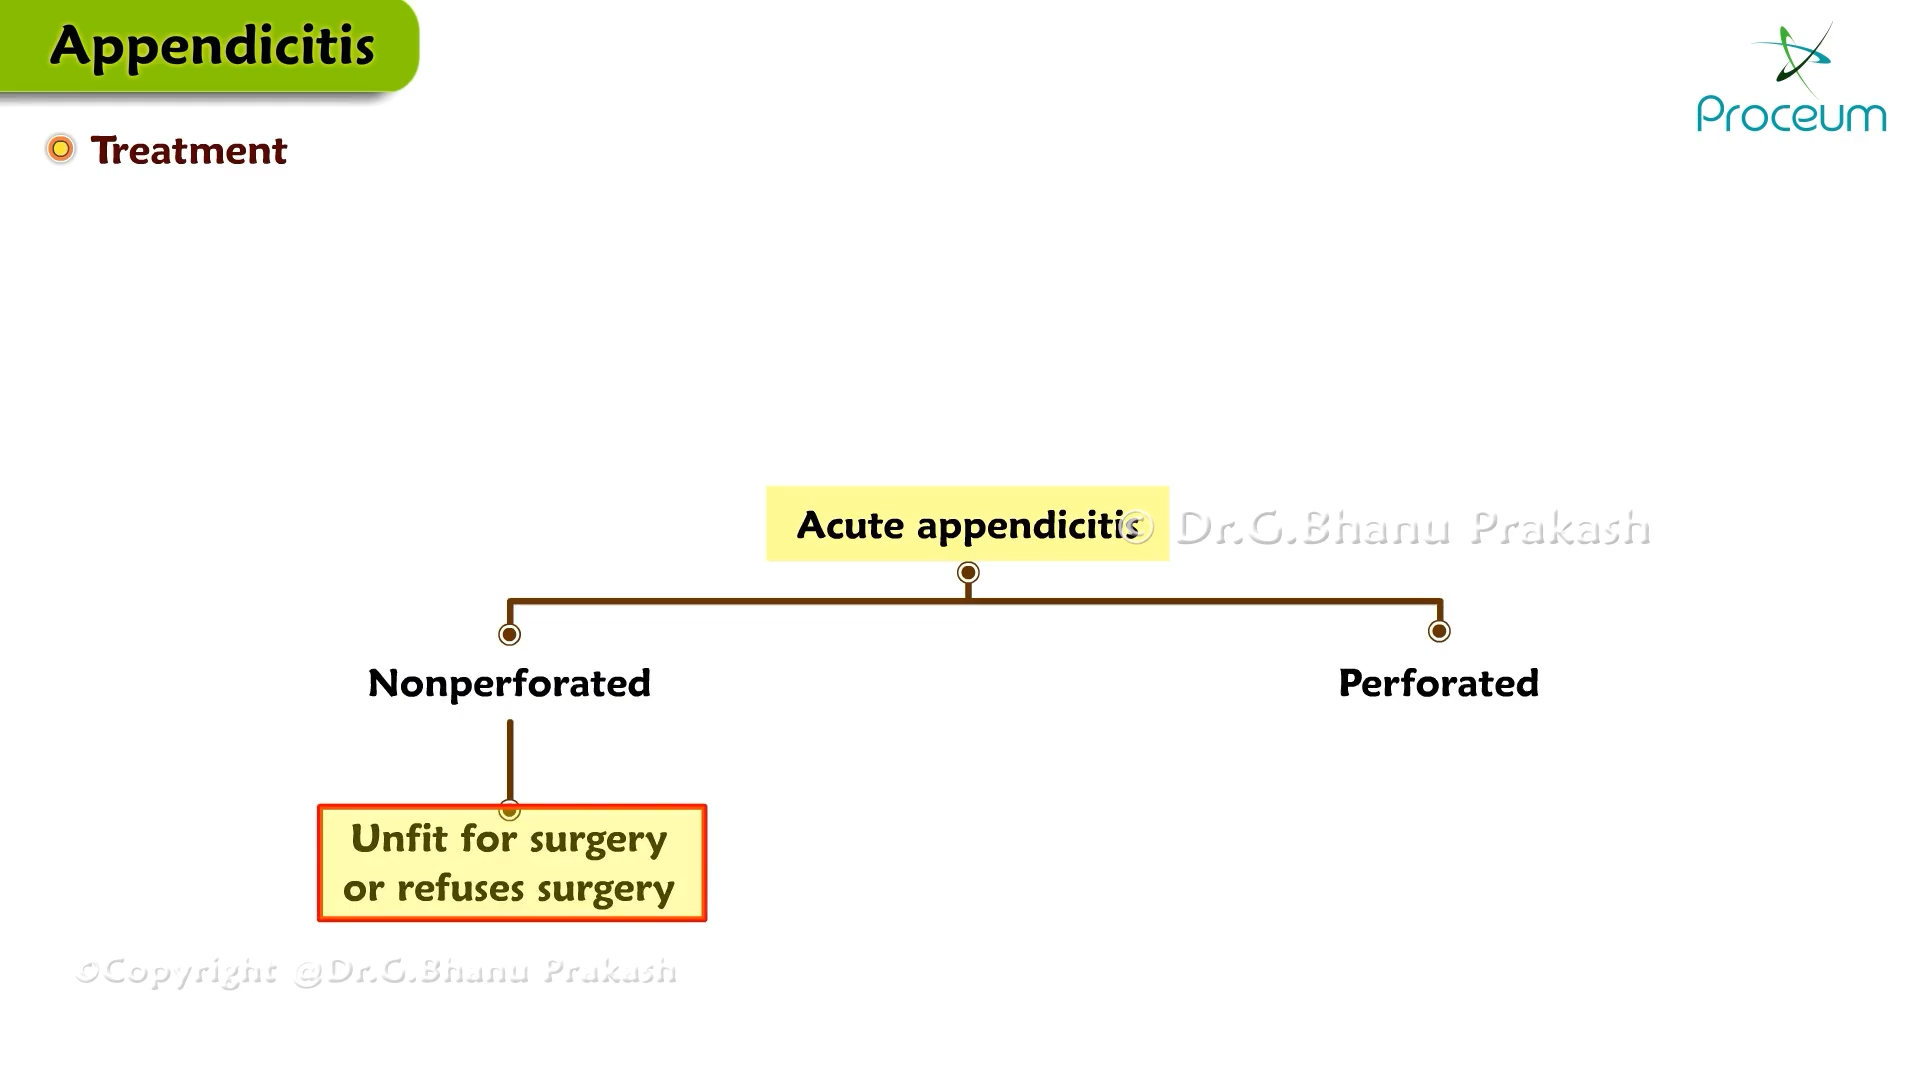 Appendicitis
Proceum
Treatment
Acute appendicitis
© Dr.G.Bhanu Prakash
Nonperforated
Perforated
Unfit for surgery
or refuses surgery
©Copyright @Dr.G.Bhanu Prakash